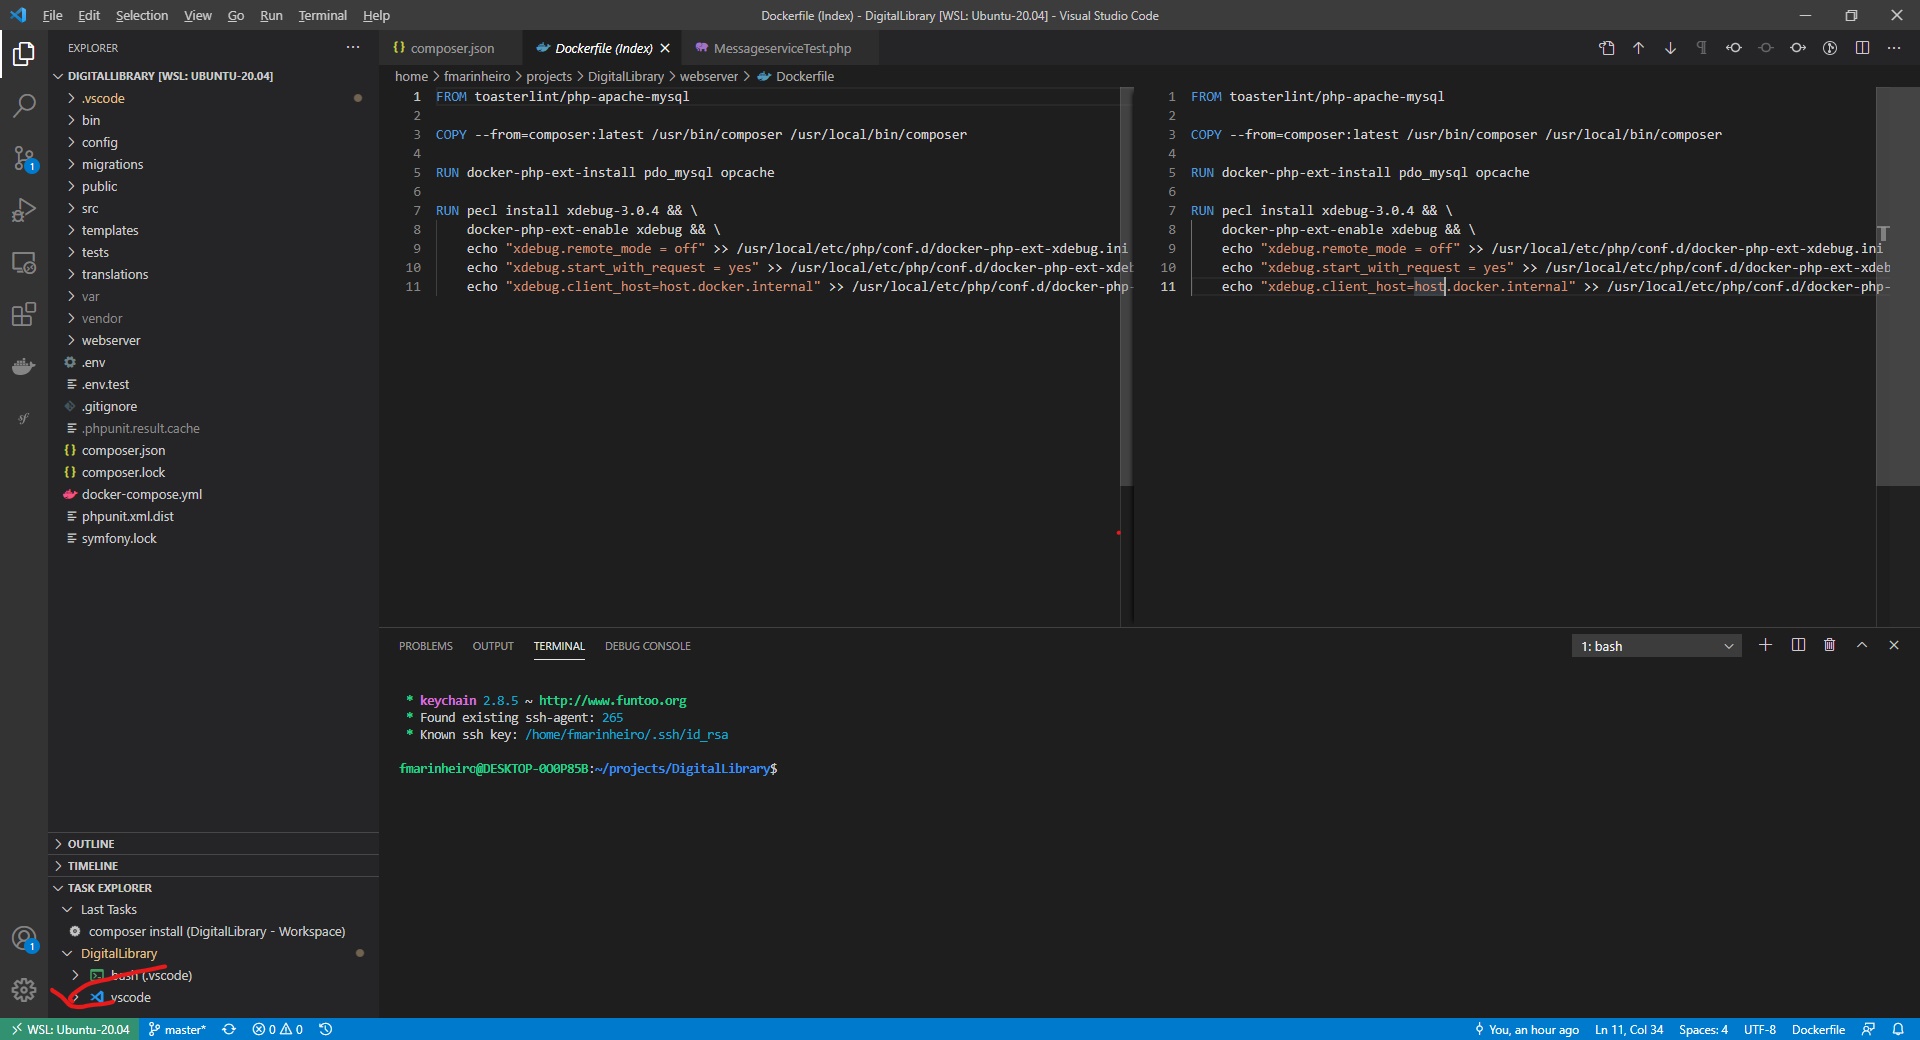 File Edit Selection View Go Run Terminal Help
Dockerfile (Index) - DigitalLibrary [WSL: Ubuntu-20.04] - Visual Studio Code
EXPLORER
DIGITALLIBRARY [WSL: UBUNTU-20.04]
.vscode
bin
config
migrations
public
src
templates
tests
translations
var
vendor
webserver
.env
.env.test
.gitignore
.phpunit.result.cache
composer.json
composer.lock
docker-compose.yml
phpunit.xml.dist
symfony.lock
OUTLINE
TIMELINE
TASK EXPLORER
Last Tasks
composer install (DigitalLibrary - Workspace)
DigitalLibrary
bash (.vscode)
vscode
1
1
composer.json
Dockerfile (Index)
MessageserviceTest.php
home > fmarinheiro > projects > DigitalLibrary > webserver > Dockerfile
1 FROM toasterlint/php-apache-mysql
2
3 COPY --from=composer:latest /usr/bin/composer /usr/local/bin/composer
4
5 RUN docker-php-ext-install pdo_mysql opcache
6
7 RUN pecl install xdebug-3.0.4 && \
8 docker-php-ext-enable xdebug && \
9 echo "xdebug.remote_mode = off" >> /usr/local/etc/php/conf.d/docker-php-ext-xdebug.ini
10 echo "xdebug.start_with_request = yes" >> /usr/local/etc/php/conf.d/docker-php-ext-xdeb
11 echo "xdebug.client_host=host.docker.internal" >> /usr/local/etc/php/conf.d/docker-php-
1 FROM toasterlint/php-apache-mysql
2
3 COPY --from=composer:latest /usr/bin/composer /usr/local/bin/composer
4
5 RUN docker-php-ext-install pdo_mysql opcache
6
7 RUN pecl install xdebug-3.0.4 && \
8 docker-php-ext-enable xdebug && \
9 echo "xdebug.remote_mode = off" >> /usr/local/etc/php/conf.d/docker-php-ext-xdebug.ini
10 echo "xdebug.start_with_request = yes" >> /usr/local/etc/php/conf.d/docker-php-ext-xdeb
11 echo "xdebug.client_host=host.docker.internal" >> /usr/local/etc/php/conf.d/docker-php-
PROBLEMS OUTPUT TERMINAL DEBUG CONSOLE
1: bash
* keychain 2.8.5 ~ http://www.funtoo.org
* Found existing ssh-agent: 265
* Known ssh key: /home/fmarinheiro/.ssh/id_rsa
fmarinheiro@DESKTOP-0O0P85B:~/projects/DigitalLibrary$
WSL: Ubuntu-20.04 master* 0 0
You, an hour ago Ln 11, Col 34 Spaces: 4 UTF-8 Dockerfile